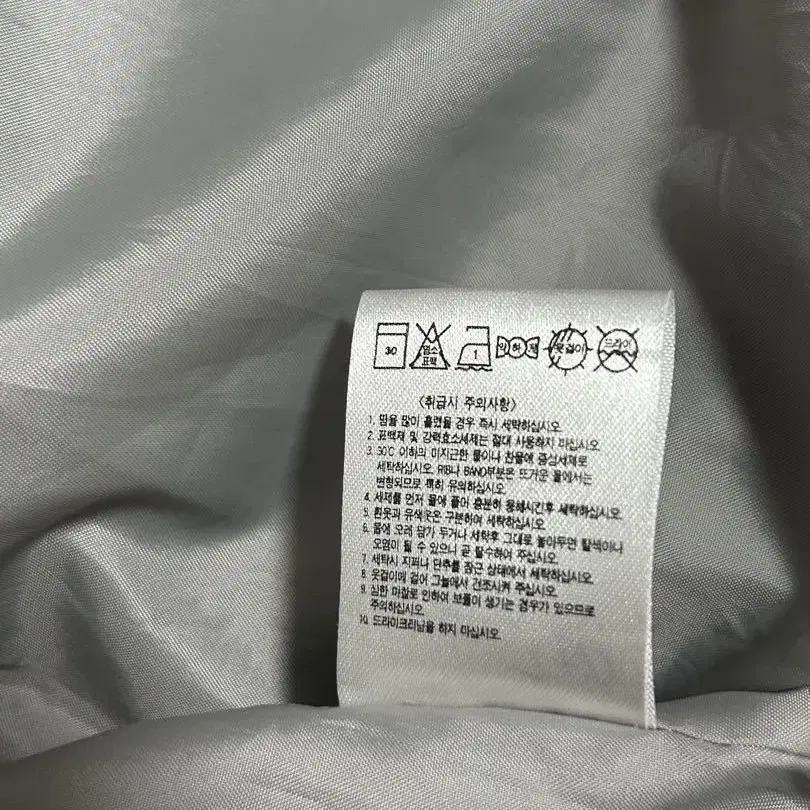 30 염소 표백 1 약하게 옷걸이 드라이
〈취급시 주의사항〉
1. 땀을 많이 흘렸을 경우 즉시 세탁하십시오.
2. 표백제 및 강력효소세제는 절대 사용하지 마십시오.
3. 30℃ 이하의 미지근한 물이나 찬물에 중성세제로
세탁하십시오. RIB나 BAND부분은 뜨거운 물에서는
변형되므로 특히 유의하십시오.
4. 세제를 먼저 물에 풀어 충분히 용해시킨후 세탁하십시오.
5. 흰옷과 유색옷은 구분하여 세탁하십시오.
6. 물에 오래 담가 두거나 세탁후 그대로 놓아두면 탈색이나
오염이 될 수 있으니 곧 탈수하여 주십시오.
7. 세탁시 지퍼나 단추를 잠근 상태에서 세탁하십시오.
8. 옷걸이에 걸어 그늘에서 건조시켜 주십시오.
9. 심한 마찰로 인하여 보풀이 생기는 경우가 있으므로
주의하십시오.
10. 드라이크리닝을 하지 마십시오.